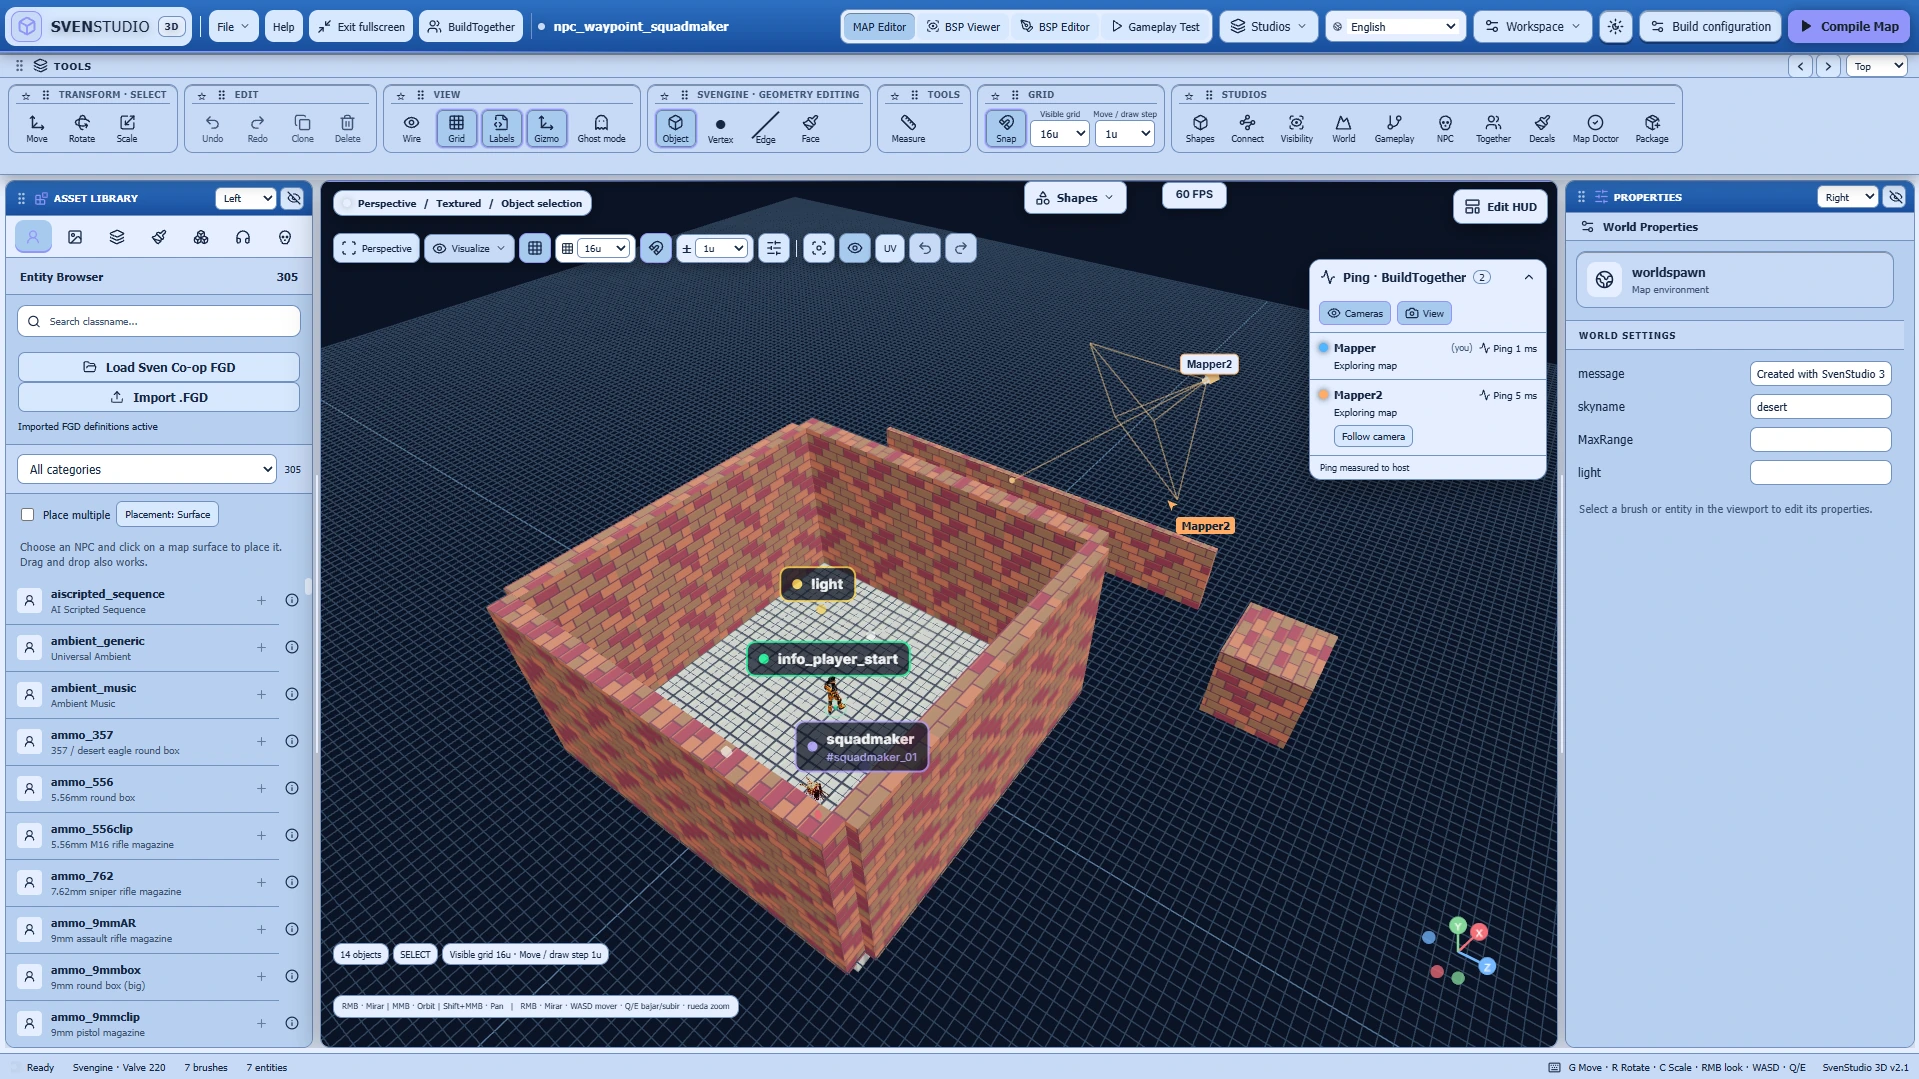 SVENSTUDIO 3D File Help Exit fullscreen BuildTogether npc_waypoint_squadmaker MAP Editor BSP Viewer BSP Editor Gameplay Test Studios English Workspace Build configuration Compile Map
TOOLS Top
TRANSFORM · SELECT EDIT VIEW SVENGINE · GEOMETRY EDITING TOOLS GRID STUDIOS
Visible grid Move / draw step
16u 1u
Move Rotate Scale Undo Redo Clone Delete Wire Grid Labels Gizmo Ghost mode Object Vertex Edge Face Measure Snap Shapes Connect Visibility World Gameplay NPC Together Decals Map Doctor Package
ASSET LIBRARY Left
Entity Browser 305
Search classname...
Load Sven Co-op FGD
Import .FGD
Imported FGD definitions active
All categories 305
Place multiple Placement: Surface
Choose an NPC and click on a map surface to place it.
Drag and drop also works.
aiscripted_sequence
AI Scripted Sequence
ambient_generic
Universal Ambient
ambient_music
Ambient Music
ammo_357
357 / desert eagle round box
ammo_556
5.56mm round box
ammo_556clip
5.56mm M16 rifle magazine
ammo_762
7.62mm sniper rifle magazine
ammo_9mmAR
9mm assault rifle magazine
ammo_9mmbox
9mm round box (big)
ammo_9mmclip
9mm pistol magazine
Perspective / Textured / Object selection
Shapes
60 FPS
Edit HUD
Perspective Visualize 16u ± 1u UV
Ping · BuildTogether 2
Cameras View
Mapper (you) Ping 1 ms
Exploring map
Mapper2 Ping 5 ms
Exploring map
Follow camera
Ping measured to host
Mapper2
Mapper2
light
info_player_start
squadmaker
#squadmaker_01
Y
X
Z
14 objects SELECT Visible grid 16u · Move / draw step 1u
RMB · Mirar | MMB · Orbit | Shift+MMB · Pan | RMB · Mirar · WASD mover · Q/E bajar/subir · rueda zoom
PROPERTIES Right
World Properties
worldspawn
Map environment
WORLD SETTINGS
message Created with SvenStudio 3
skyname desert
MaxRange
light
Select a brush or entity in the viewport to edit its properties.
Ready Svengine · Valve 220 7 brushes 7 entities
G Move · R Rotate · C Scale · RMB look · WASD · Q/E SvenStudio 3D v2.1